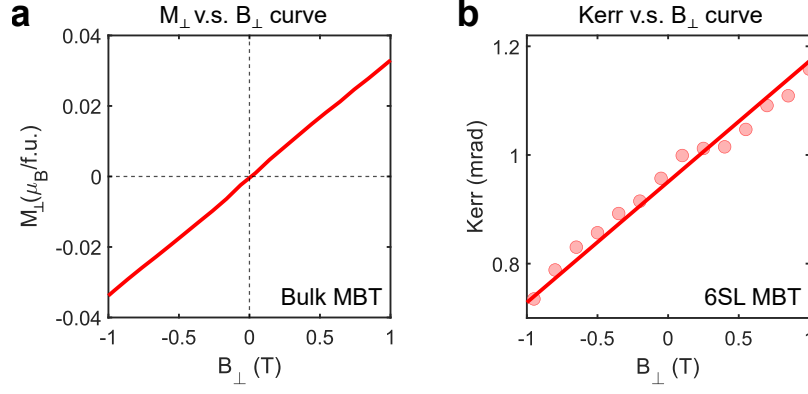 a
M⊥ v.s. B⊥ curve
0.04
0.02
0
-0.02
-0.04
M⊥(μB/f.u.)
Bulk MBT
-1 -0.5 0 0.5 1
B⊥ (T)
b
Kerr v.s. B⊥ curve
1.2
1
0.8
Kerr (mrad)
6SL MBT
-1 -0.5 0 0.5
B⊥ (T)